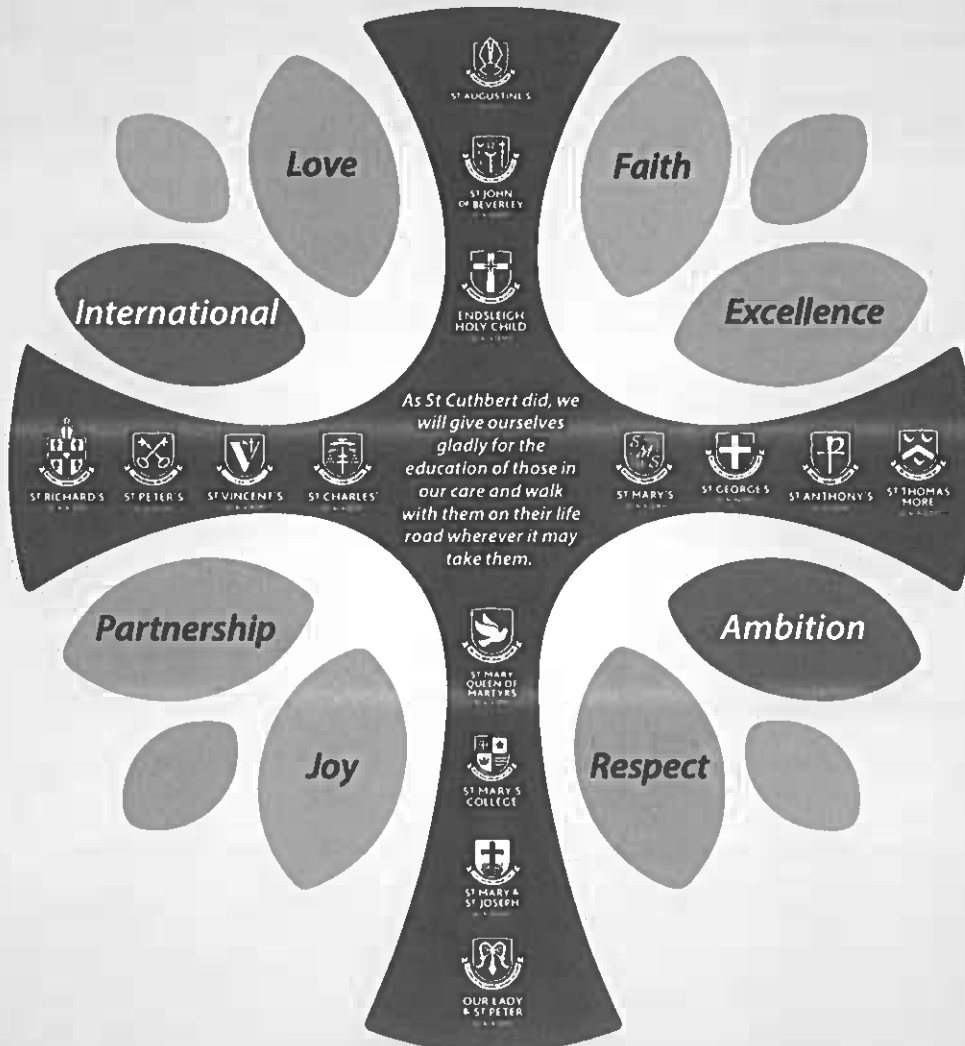 ST AUGUSTINE'S
Love
Faith
ST JOHN
OF BEVERLEY
International
Excellence
ENDSLEIGH
HOLY CHILD
As St Cuthbert did, we
will give ourselves
gladly for the
education of those in
our care and walk
with them on their life
road wherever it may
take them.
ST RICHARD'S
ST PETER'S
ST VINCENT'S
ST CHARLES'
SMS
ST MARY'S
ST GEORGE'S
ST ANTHONY'S
ST THOMAS
MORE
Partnership
Ambition
ST MARY
QUEEN OF
MARTYRS
Joy
Respect
ST MARY'S
COLLEGE
ST MARY &
ST JOSEPH
OUR LADY
& ST PETER